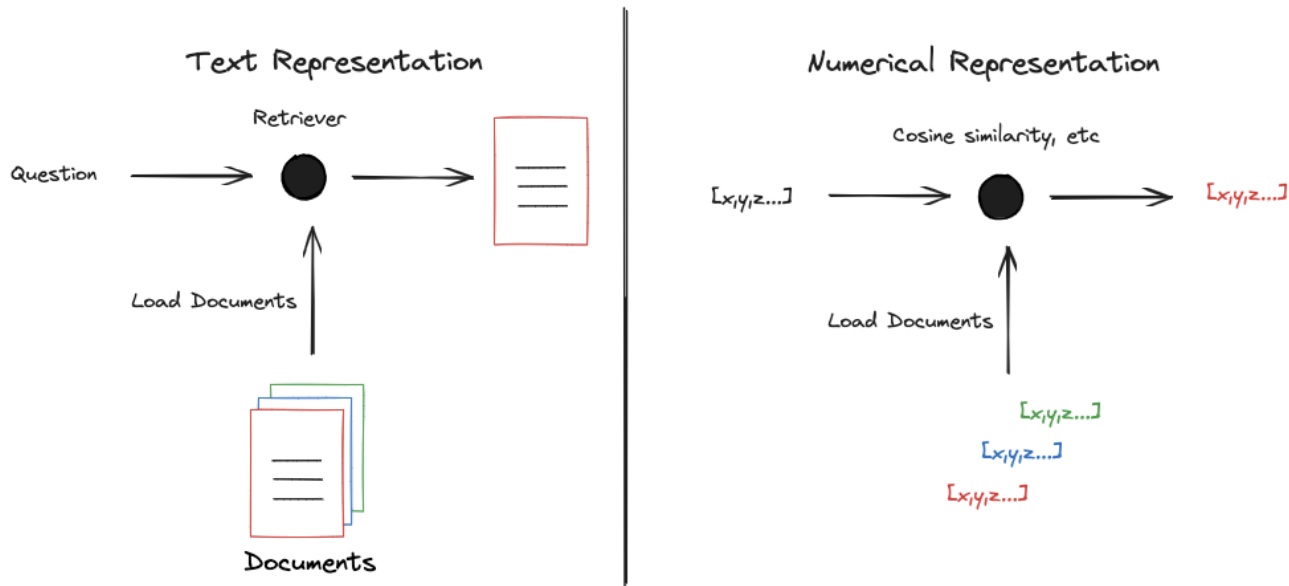 Text Representation
Retriever
Question
Load Documents
Documents
Numerical Representation
Cosine similarity, etc
[x,y,z...]
[x,y,z...]
Load Documents
[x,y,z...]
[x,y,z...]
[x,y,z...]